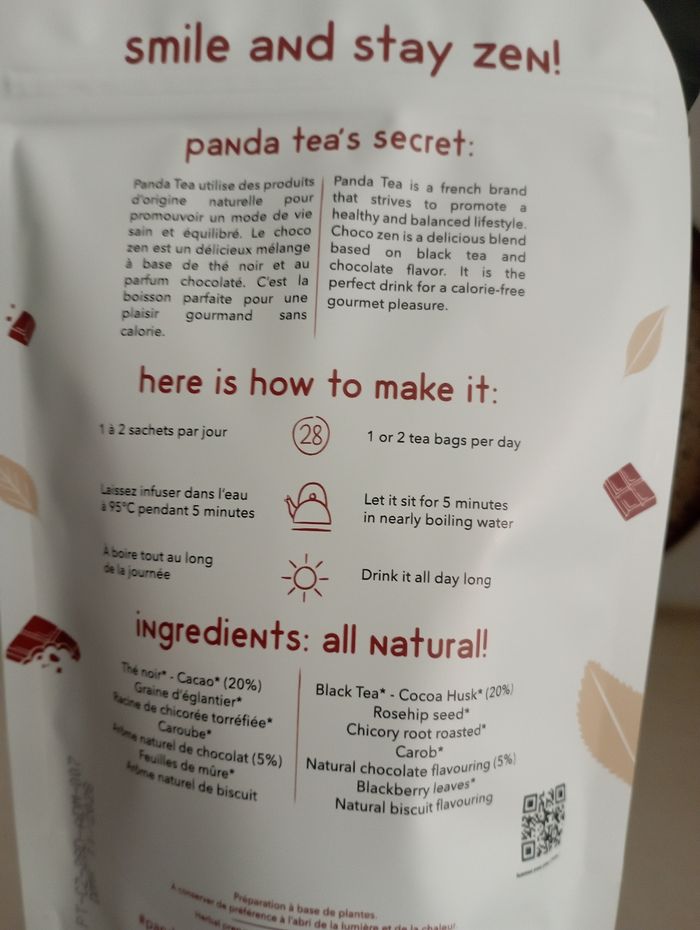 smile and stay zen!
panda tea's secret:
Panda Tea utilise des produits
d'origine naturelle pour
promouvoir un mode de vie
sain et équilibré. Le choco
zen est un délicieux mélange
à base de thé noir et au
parfum chocolaté. C'est la
boisson parfaite pour une
plaisir gourmand sans
calorie.
Panda Tea is a french brand
that strives to promote a
healthy and balanced lifestyle.
Choco zen is a delicious blend
based on black tea and
chocolate flavor. It is the
perfect drink for a calorie-free
gourmet pleasure.
here is how to make it:
1 à 2 sachets par jour
28
1 or 2 tea bags per day
Laissez infuser dans l'eau
à 95°C pendant 5 minutes
Let it sit for 5 minutes
in nearly boiling water
À boire tout au long
de la journée
Drink it all day long
ingredients: all natural!
Thé noir* - Cacao* (20%)
Graine d'églantier*
Racine de chicorée torréfiée*
Caroube*
Arôme naturel de chocolat (5%)
Feuilles de mûre*
Arôme naturel de biscuit
Black Tea* - Cocoa Husk* (20%)
Rosehip seed*
Chicory root roasted*
Carob*
Natural chocolate flavouring (5%)
Blackberry leaves*
Natural biscuit flavouring
Préparation à base de plantes.
À conserver de préférence à l'abri de la lumière et de la chaleur.
Herbal